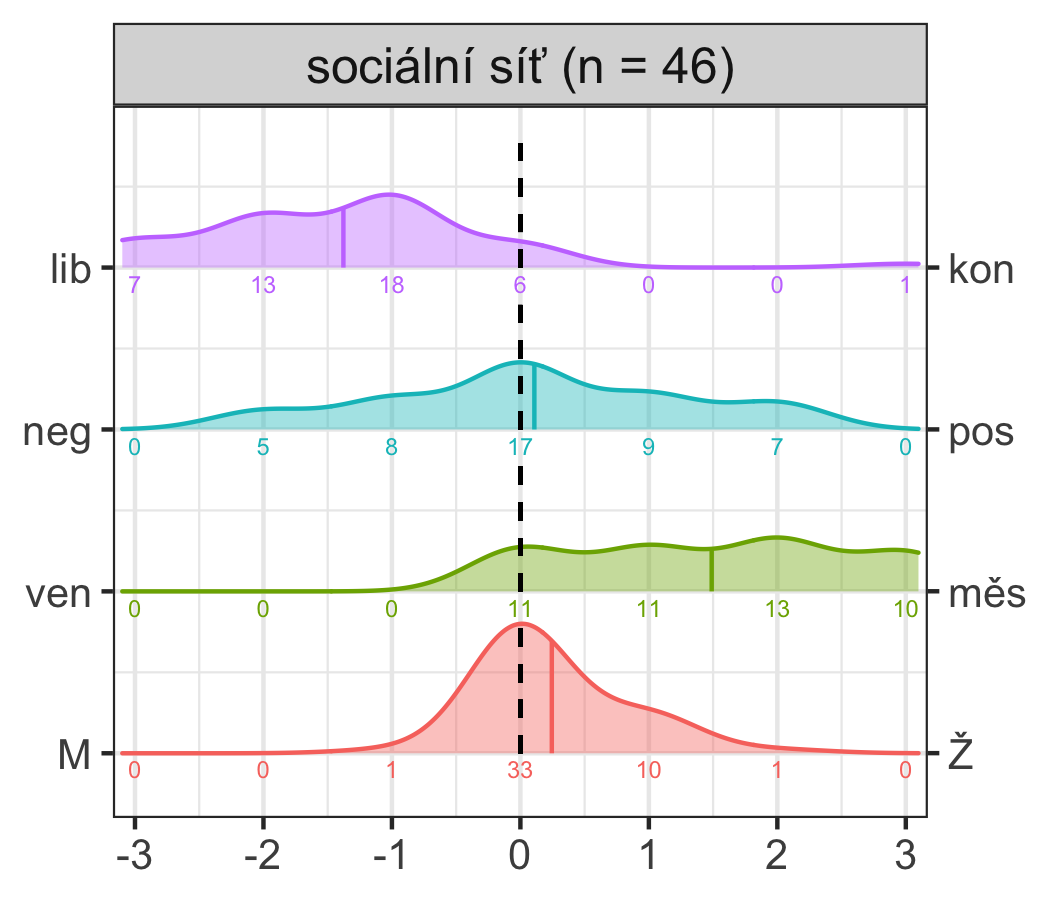 sociální síť (n = 46)
lib kon
7 13 18 6 0 0 1
neg pos
0 5 8 17 9 7 0
ven měs
0 0 0 11 11 13 10
M Ž
0 0 1 33 10 1 0
-3 -2 -1 0 1 2 3